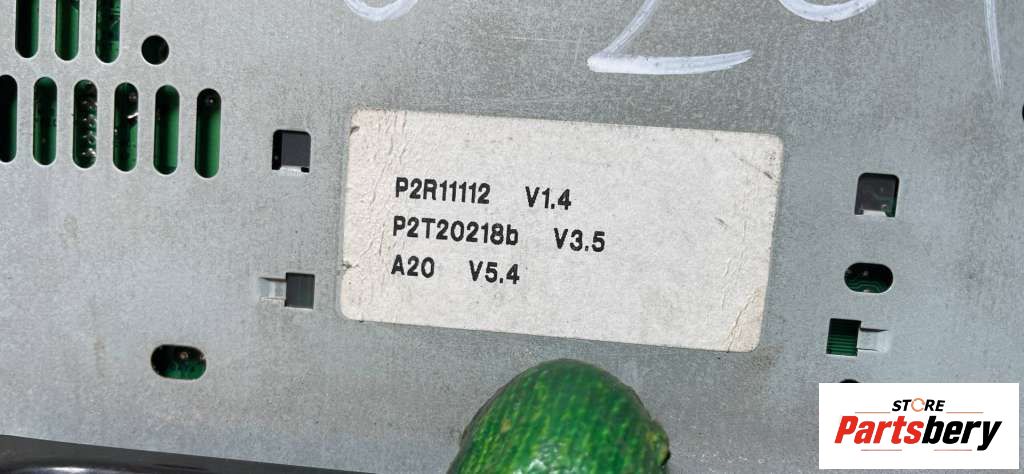 P2R11112 V1.4
P2T20218b V3.5
A20 V5.4
STORE
Partsbery